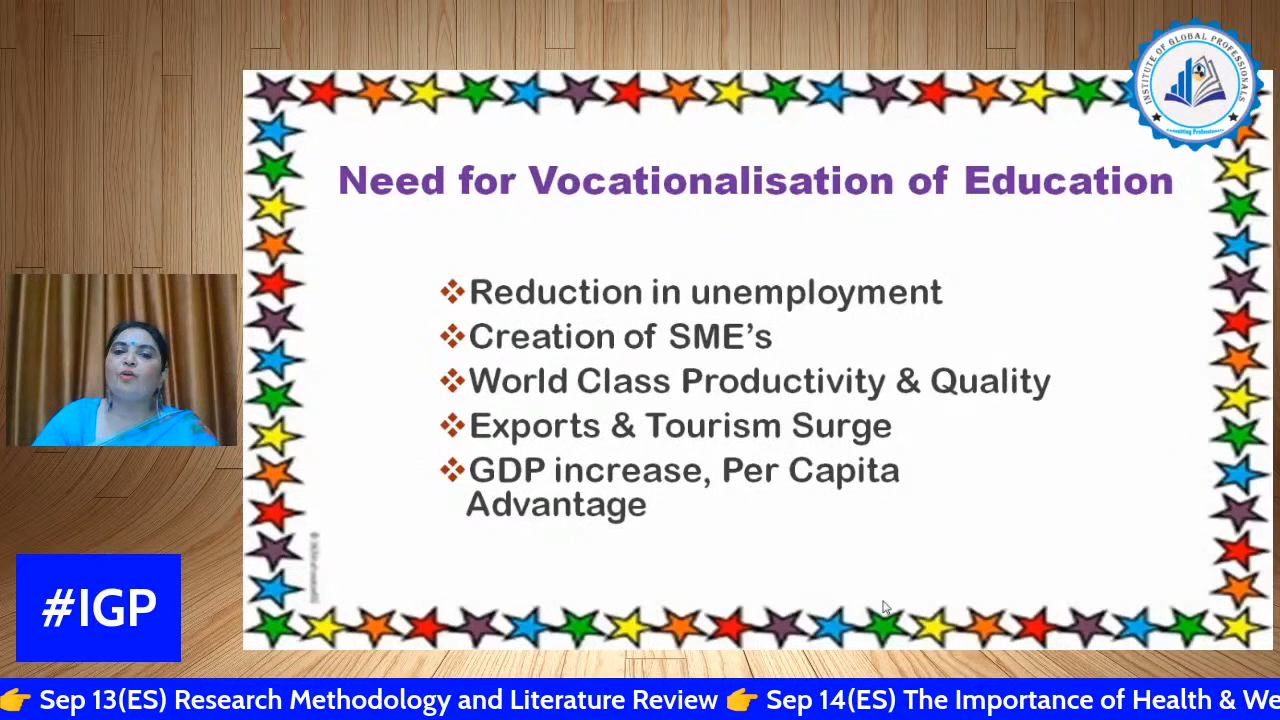 INSTITUTE OF GLOBAL PROFESSIONALS
Consulting Professionals
Need for Vocationalisation of Education
❖Reduction in unemployment
❖Creation of SME's
❖World Class Productivity & Quality
❖Exports & Tourism Surge
❖GDP increase, Per Capita
Advantage
#IGP
👉 Sep 13(ES) Research Methodology and Literature Review 👉 Sep 14(ES) The Importance of Health &